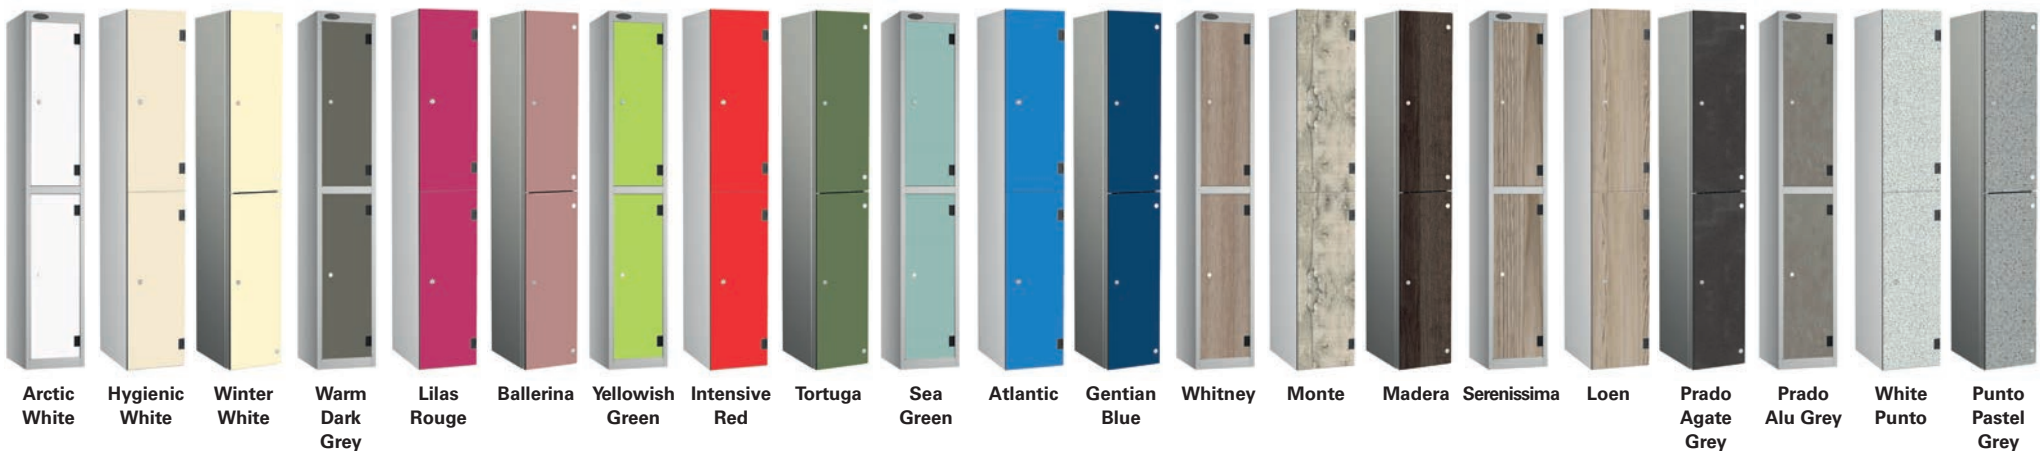 Arctic
White
Hygienic
White
Winter
White
Warm
Dark
Grey
Lilas
Rouge
Ballerina
Yellowish
Green
Intensive
Red
Tortuga
Sea
Green
Atlantic
Gentian
Blue
Whitney
Monte
Madera
Serenissima
Loen
Prado
Agate
Grey
Prado
Alu Grey
White
Punto
Punto
Pastel
Grey